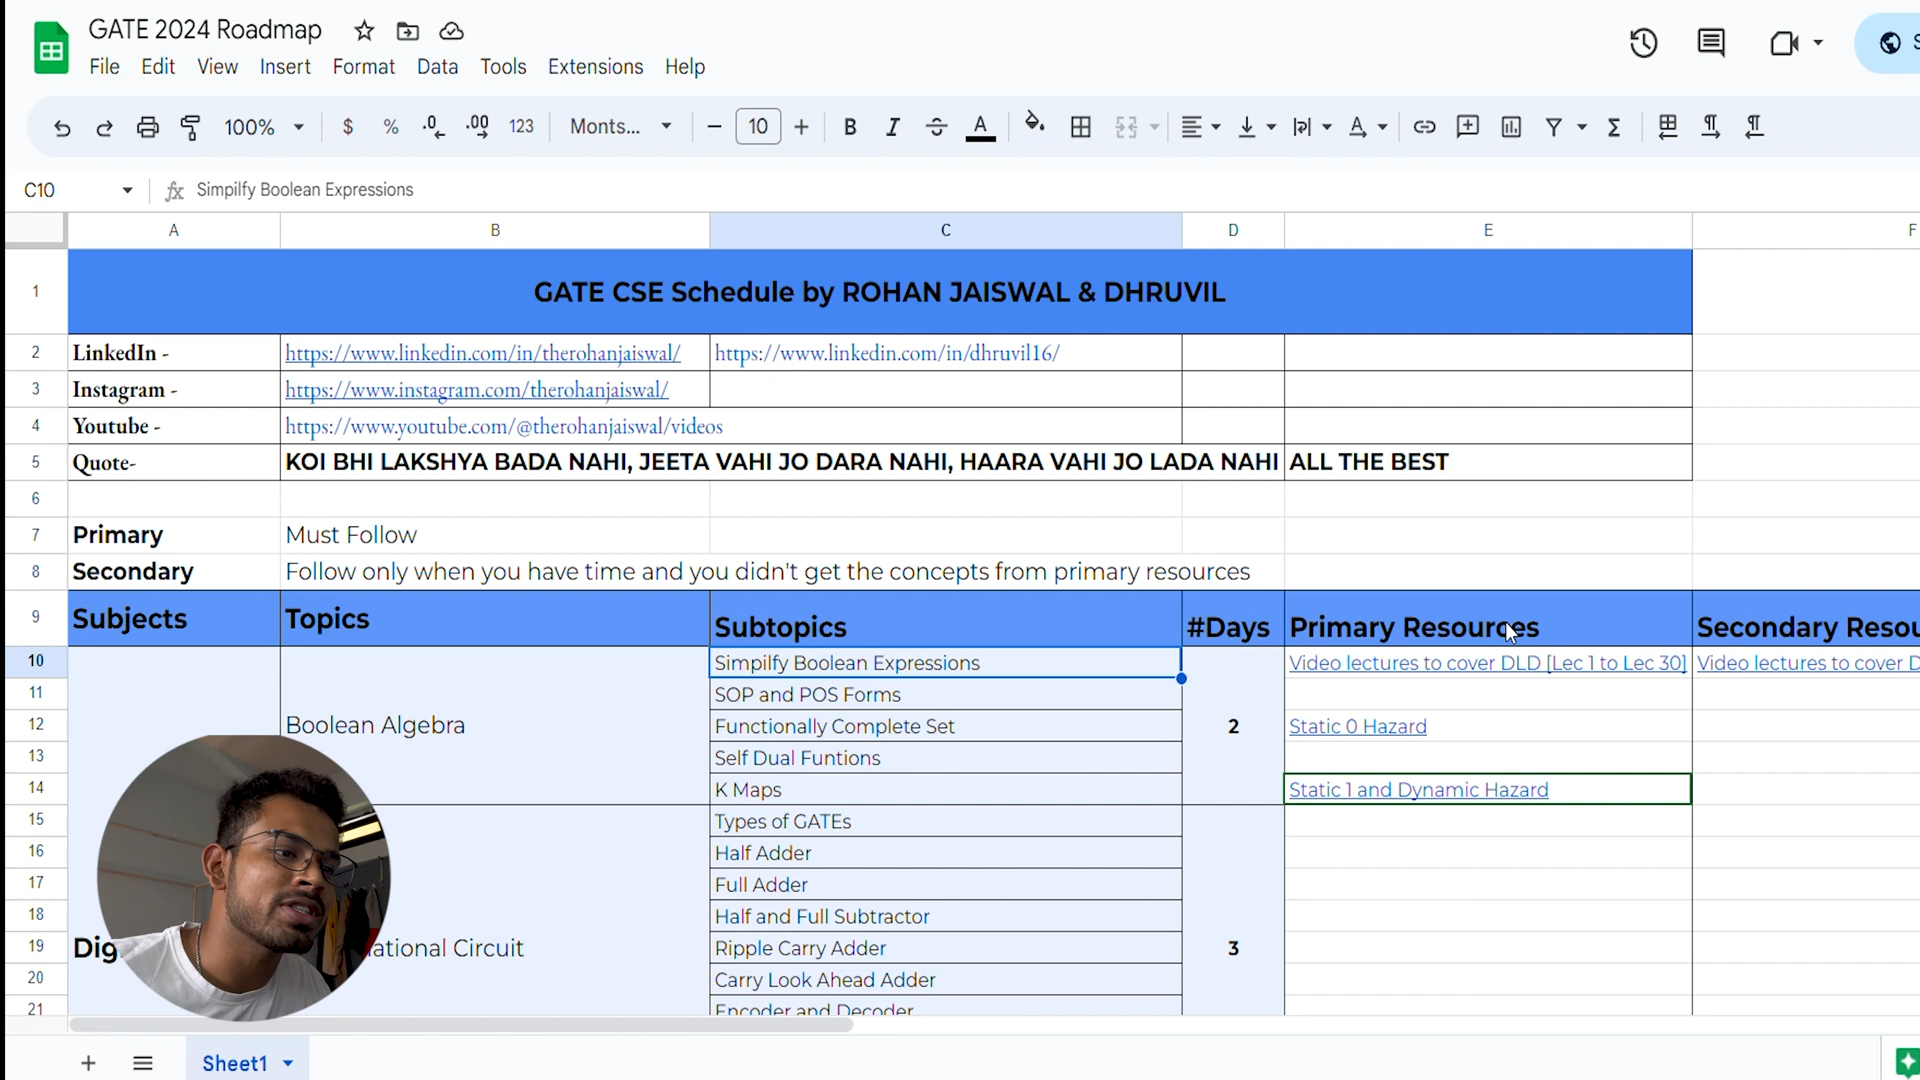 GATE 2024 Roadmap
File Edit View Insert Format Data Tools Extensions Help
100% $ % .0 .00 123 Monts... 10 B I A
C10 fx Simpilfy Boolean Expressions
A B C D E F
1 GATE CSE Schedule by ROHAN JAISWAL & DHRUVIL
2 LinkedIn - https://www.linkedin.com/in/therohanjaiswal/ https://www.linkedin.com/in/dhruvil16/
3 Instagram - https://www.instagram.com/therohanjaiswal/
4 Youtube - https://www.youtube.com/@therohanjaiswal/videos
5 Quote- KOI BHI LAKSHYA BADA NAHI, JEETA VAHI JO DARA NAHI, HAARA VAHI JO LADA NAHI ALL THE BEST
6
7 Primary Must Follow
8 Secondary Follow only when you have time and you didn't get the concepts from primary resources
9 Subjects Topics Subtopics #Days Primary Resources Secondary Resou
10 Simpilfy Boolean Expressions Video lectures to cover DLD [Lec 1 to Lec 30] Video lectures to cover D
11 SOP and POS Forms
12 Boolean Algebra Functionally Complete Set 2 Static 0 Hazard
13 Self Dual Funtions
14 K Maps Static 1 and Dynamic Hazard
15 Types of GATEs
16 Half Adder
17 Full Adder
18 Half and Full Subtractor
19 Dig national Circuit Ripple Carry Adder 3
20 Carry Look Ahead Adder
21 Encoder and Decoder
Sheet1